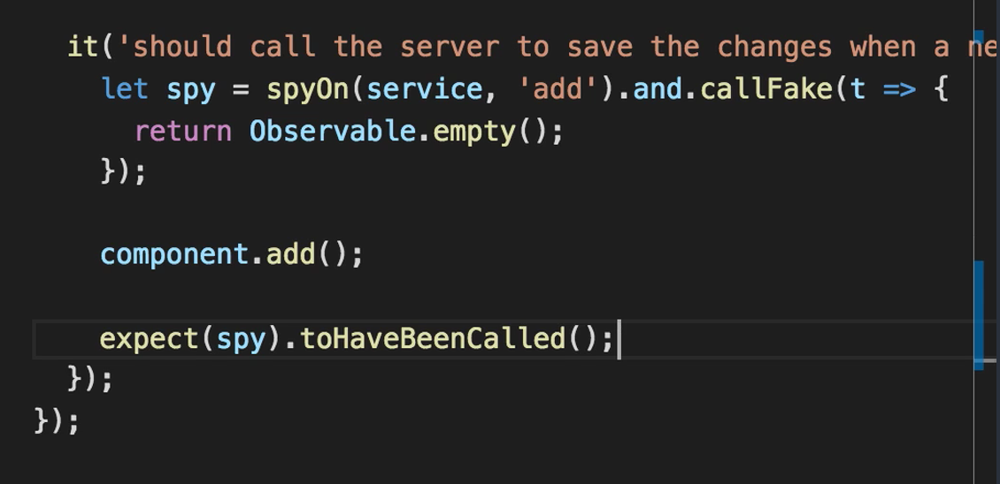 it('should call the server to save the changes when a
let spy = spyOn(service, 'add').and.callFake(t => {
return Observable.empty();
});
component.add();
expect(spy).toHaveBeenCalled();
});
});